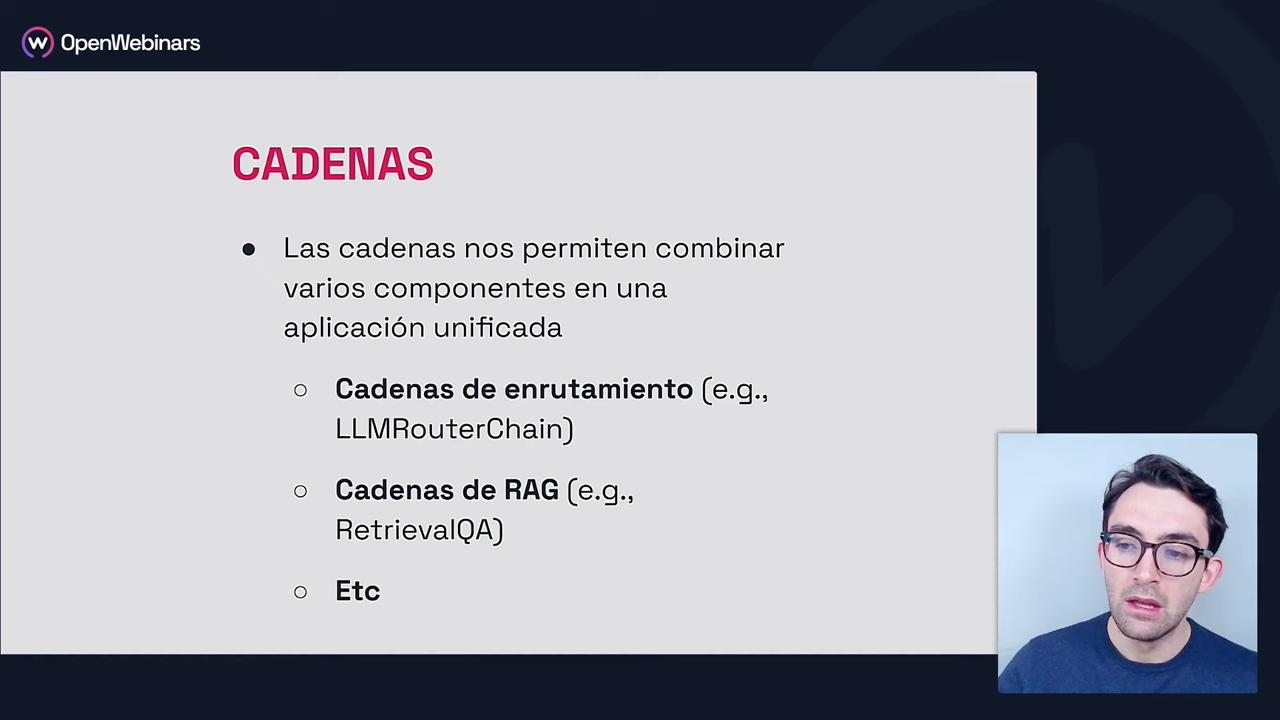 OpenWebinars
CADENAS
● Las cadenas nos permiten combinar
varios componentes en una
aplicación unificada
○ Cadenas de enrutamiento (e.g.,
LLMRouterChain)
○ Cadenas de RAG (e.g.,
RetrievalQA)
○ Etc